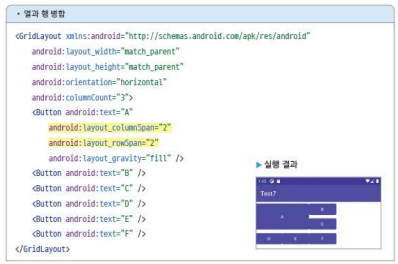 • 열과 행 병합
<GridLayout xmlns:android="http://schemas.android.com/apk/res/android"
android:layout_width="match_parent"
android:layout_height="match_parent"
android:orientation="horizontal"
android:columnCount="3">
<Button android:text="A"
android:layout_columnSpan="2"
android:layout_rowSpan="2"
android:layout_gravity="fill" />
<Button android:text="B" />
<Button android:text="C" />
<Button android:text="D" />
<Button android:text="E" />
<Button android:text="F" />
</GridLayout>
▶ 실행 결과
Test7
A
B
C
D E F